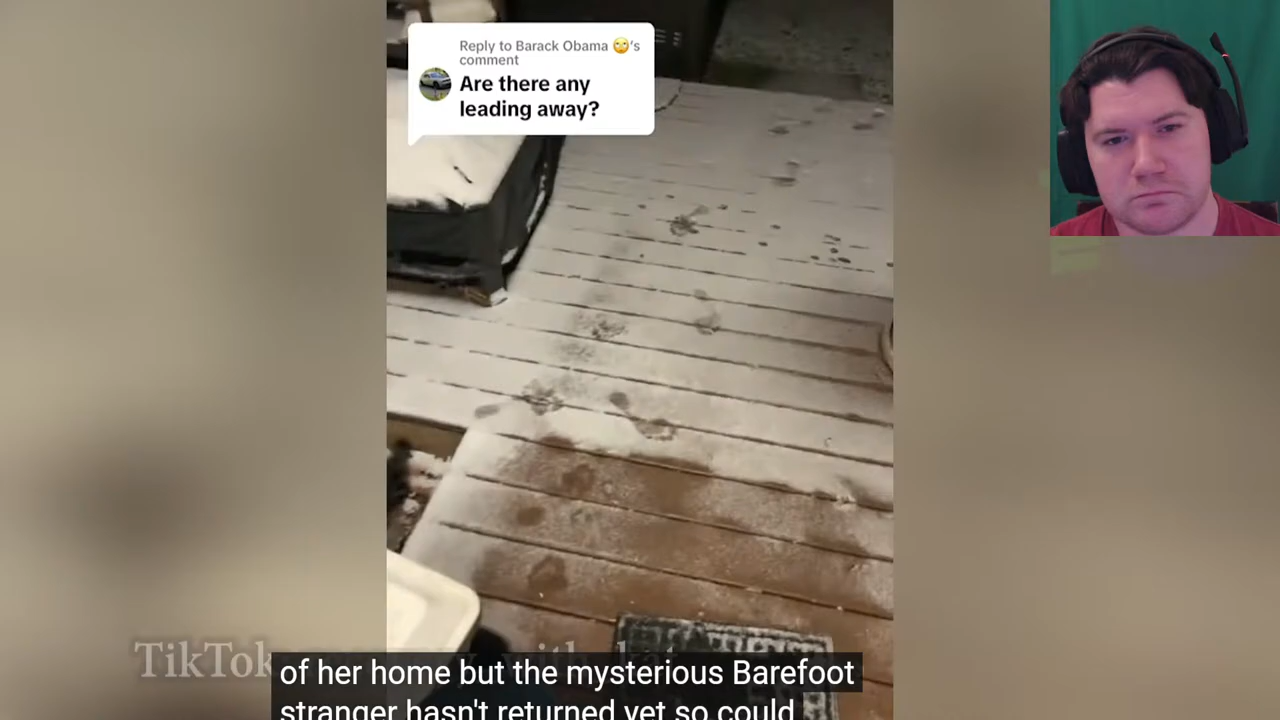 Reply to Barack Obama 🙄's
comment
Are there any
leading away?
TikTok
of her home but the mysterious Barefoot
stranger hasn't returned yet so could